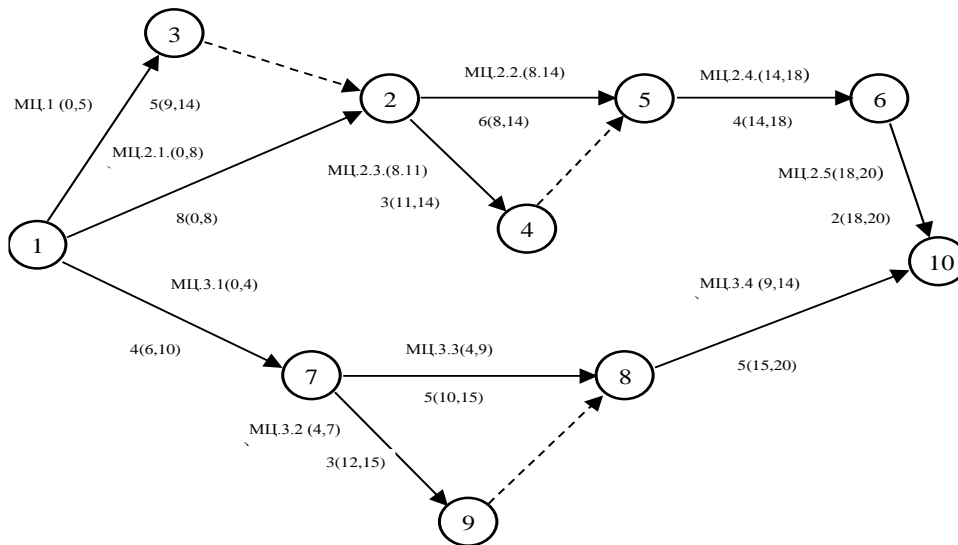 3
МЦ.1 (0,5)
5(9,14)
2
МЦ.2.2.(8.14)
6(8,14)
5
МЦ.2.4.(14,18)
4(14,18)
6
МЦ.2.1.(0,8)
8(0,8)
МЦ.2.3.(8.11)
3(11,14)
4
МЦ.2.5(18,20)
2(18,20)
1
10
МЦ.3.1(0,4)
4(6,10)
7
МЦ.3.3(4,9)
5(10,15)
8
МЦ.3.4 (9,14)
5(15,20)
МЦ.3.2 (4,7)
3(12,15)
9